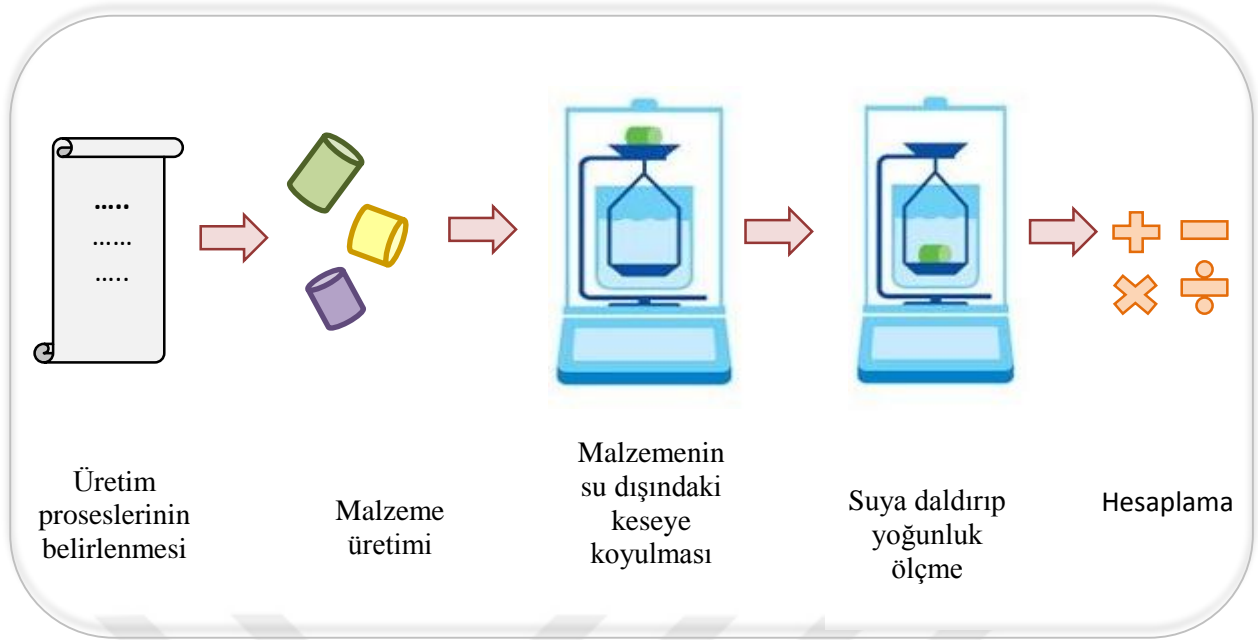 .....
......
.....
Üretim
proseslerinin
belirlenmesi
Malzeme
üretimi
Malzemenin
su dışındaki
keseye
koyulması
Suya daldırıp
yoğunluk
ölçme
Hesaplama